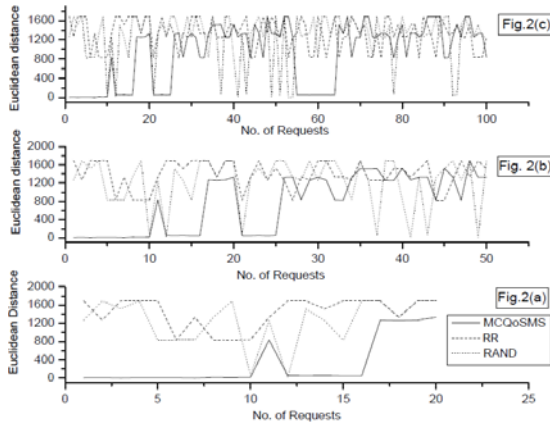 Fig.2(c)
Euclidean distance
1600
1200
800
400
0
0 20 40 60 80 100
No. of Requests
Fig. 2(b)
Euclidean distance
2000
1600
1200
800
400
0
0 10 20 30 40 50
No. of Requests
Fig.2(a)
Euclidean Distance
2000
1600
1200
800
400
0
0 5 10 15 20 25
No. of Requests
MCQoSMS
RR
RAND